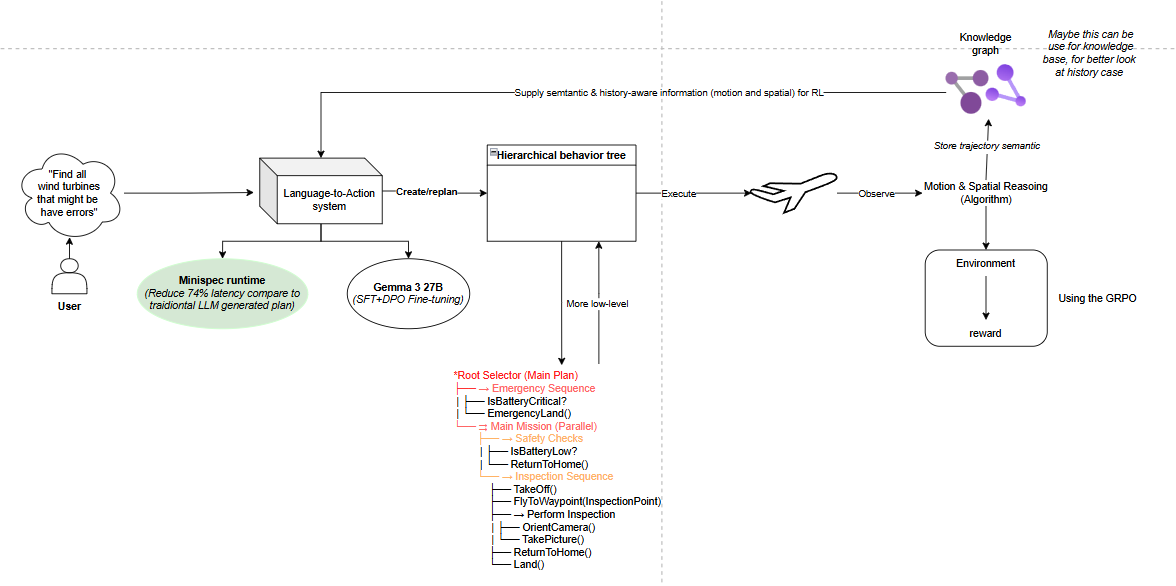 Knowledge
graph
Maybe this can be
use for knowledge
base, for better look
at history case
Supply semtantic & history-aware information (motion and spatial) for RL
Store trajectory semantic
"Find all
wind turbines
that might be
have errors"
User
Language-to-Action
system
Create/replan
Hierarchical behavior tree
Execute
Observe
Motion & Spatial Reasoing
(Algorithm)
Minispec runtime
(Reduce 74% latency compare to
traidiontal LLM generated plan)
Gemma 3 27B
(SFT+DPO Fine-tuning)
More low-level
Environment
reward
Using the GRPO
*Root Selector (Main Plan)
├── → Emergency Sequence
│ ├── IsBatteryCritical?
│ └── EmergencyLand()
└── ⇉ Main Mission (Parallel)
├── → Safety Checks
│ ├── IsBatteryLow?
│ └── ReturnToHome()
└── → Inspection Sequence
├── TakeOff()
├── FlyToWaypoint(InspectionPoint)
├── → Perform Inspection
│ ├── OrientCamera()
│ └── TakePicture()
├── ReturnToHome()
└── Land()